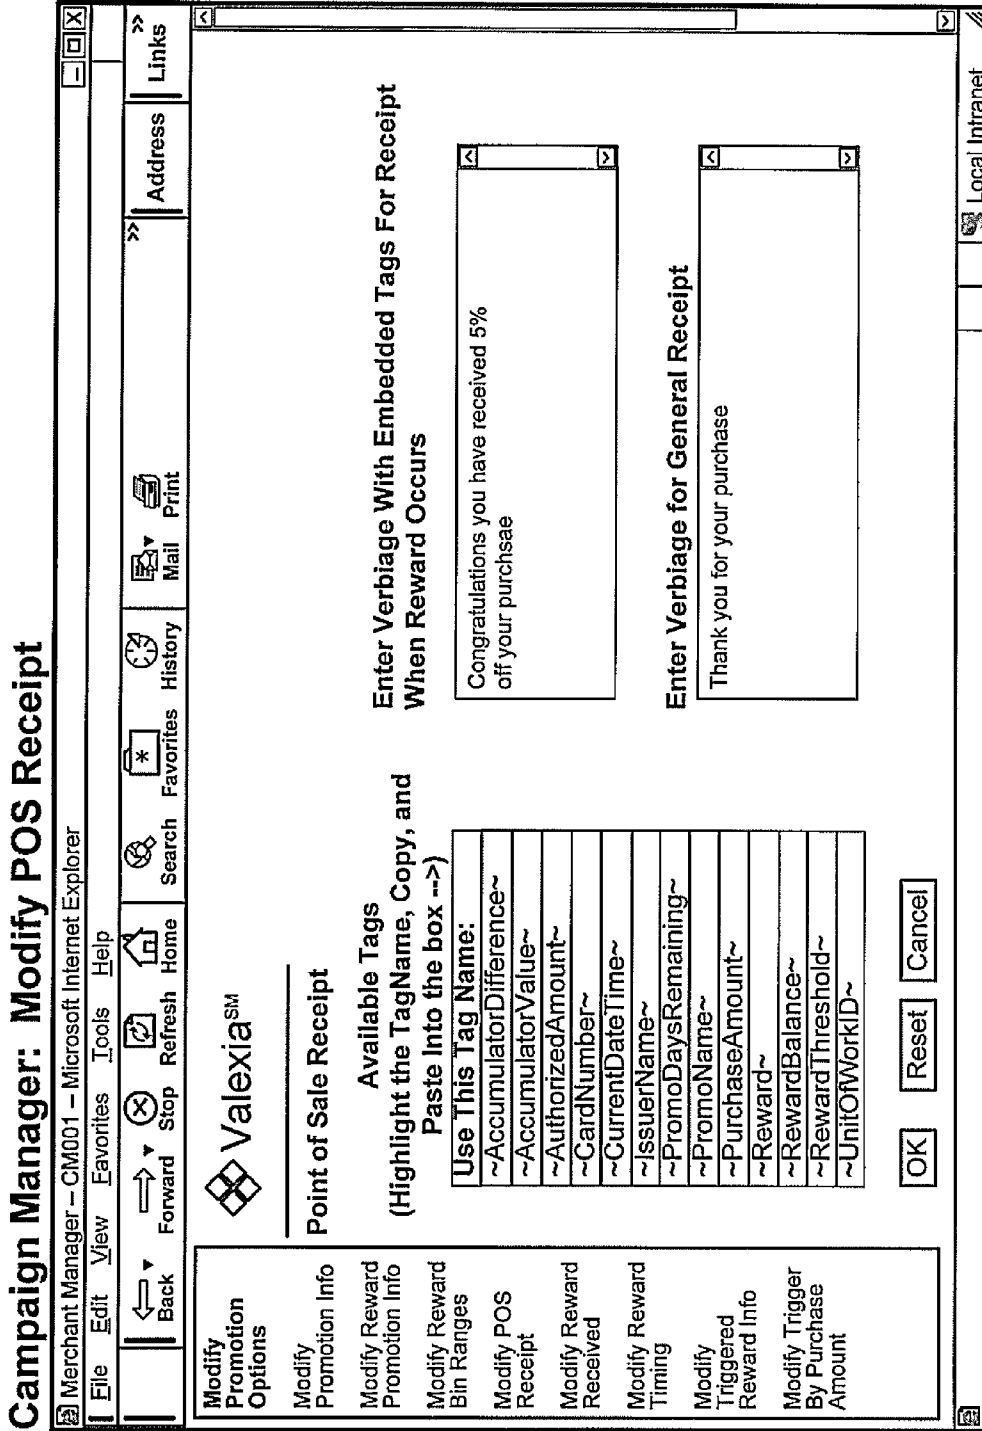 Campaign Manager: Modify POS Receipt
Merchant Manager – CM001 – Microsoft Internet Explorer
File Edit View Favorites Tools Help
Back Forward Stop Refresh Home Search Favorites History Mail Print >> Address Links >>
Modify
Promotion
Options
Modify
Promotion Info
Modify Reward
Promotion Info
Modify Reward
Bin Ranges
Modify POS
Receipt
Modify Reward
Received
Modify Reward
Timing
Modify
Triggered
Reward Info
Modify Trigger
By Purchase
Amount
Valexia℠
Point of Sale Receipt
Available Tags
(Highlight the TagName, Copy, and
Paste Into the box -->)
Use This Tag Name:
~AccumulatorDifference~
~AccumulatorValue~
~AuthorizedAmount~
~CardNumber~
~CurrentDateTime~
~IssuerName~
~PromoDaysRemaining~
~PromoName~
~PurchaseAmount~
~Reward~
~RewardBalance~
~RewardThreshold~
~UnitOfWorkID~
OK Reset Cancel
Enter Verbiage With Embedded Tags For Receipt
When Reward Occurs
Congratulations you have received 5%
off your purchsae
Enter Verbiage for General Receipt
Thank you for your purchase
Local Intranet